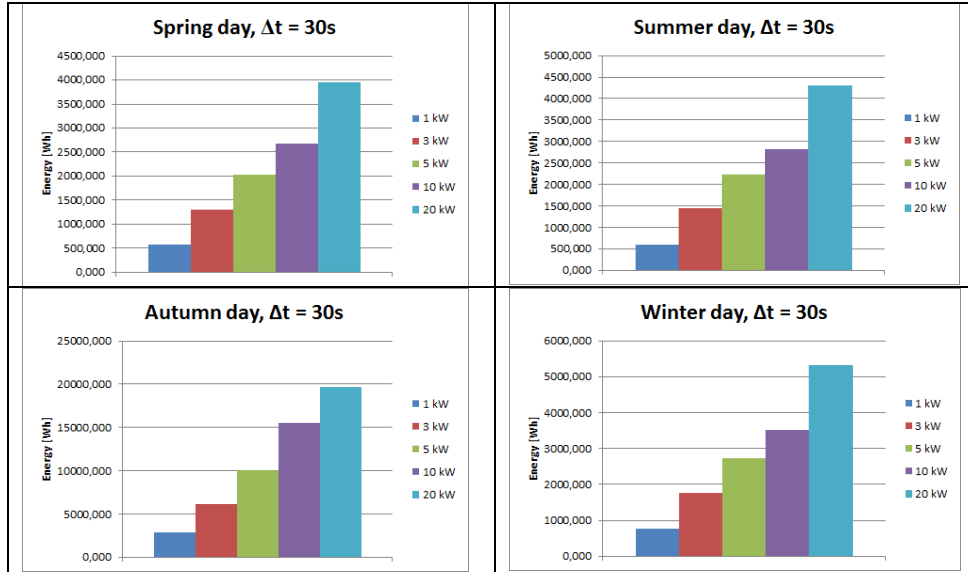 Spring day, Δt = 30s
4500,000
4000,000
3500,000
3000,000
2500,000
2000,000
1500,000
1000,000
500,000
0,000
Energy [Wh]
1 kW
3 kW
5 kW
10 kW
20 kW
Summer day, Δt = 30s
5000,000
4500,000
4000,000
3500,000
3000,000
2500,000
2000,000
1500,000
1000,000
500,000
0,000
Energy [Wh]
1 kW
3 kW
5 kW
10 kW
20 kW
Autumn day, Δt = 30s
25000,000
20000,000
15000,000
10000,000
5000,000
0,000
Energy [Wh]
1 kW
3 kW
5 kW
10 kW
20 kW
Winter day, Δt = 30s
6000,000
5000,000
4000,000
3000,000
2000,000
1000,000
0,000
Energy [Wh]
1 kW
3 kW
5 kW
10 kW
20 kW